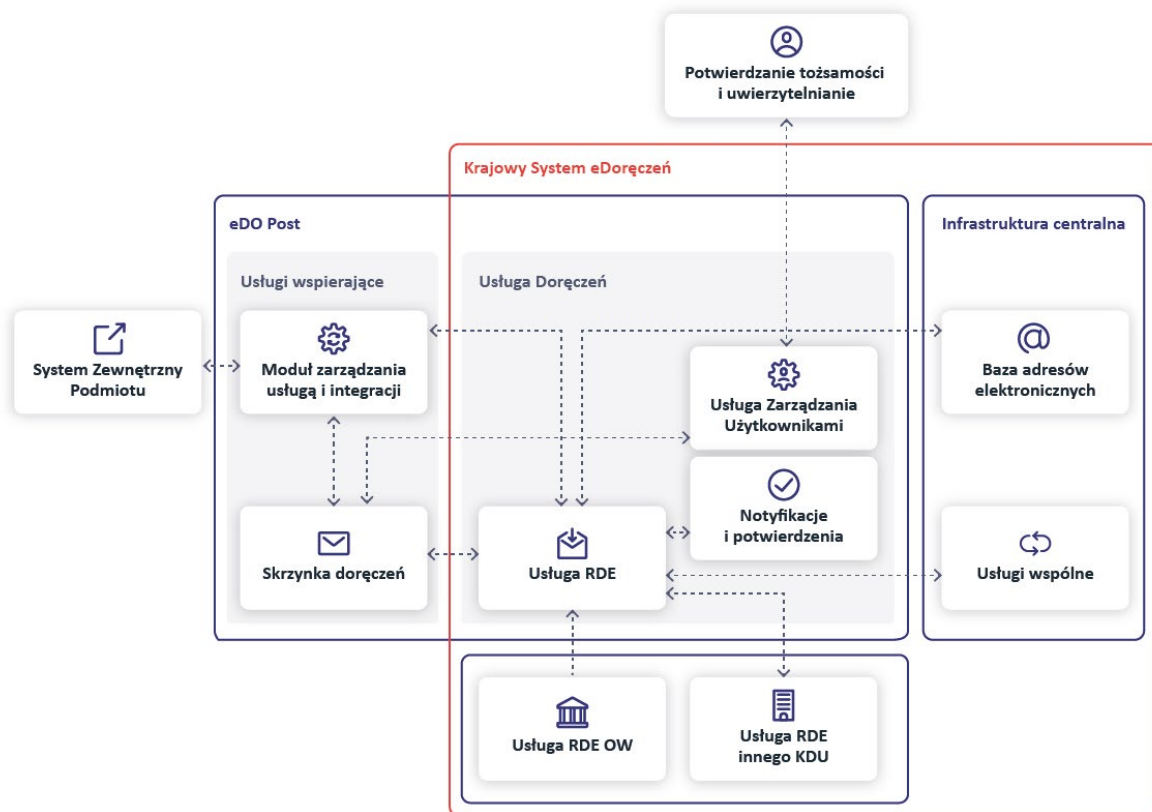 Potwierdzanie tożsamości
i uwierzytelnianie
Krajowy System eDoręczeń
eDO Post
Infrastruktura centralna
Usługi wspierające
Usługa Doręczeń
System Zewnętrzny
Podmiotu
Moduł zarządzania
usługą i integracji
Usługa Zarządzania
Użytkownikami
Baza adresów
elektronicznych
Notyfikacje
i potwierdzenia
Skrzynka doręczeń
Usługa RDE
Usługi wspólne
Usługa RDE OW
Usługa RDE
innego KDU